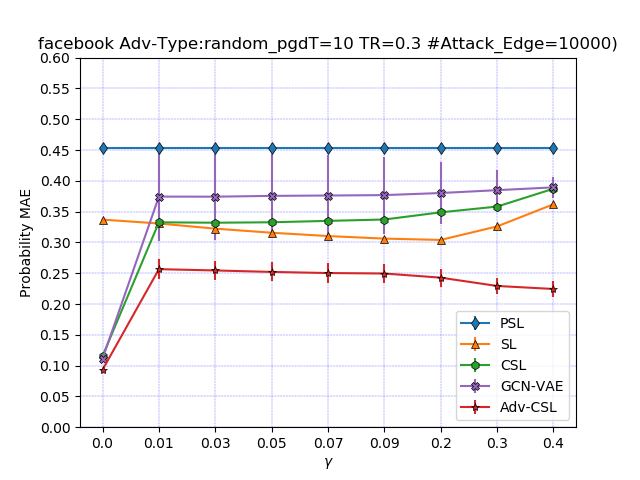 facebook Adv-Type:random_pgdT=10 TR=0.3 #Attack_Edge=10000)
0.60
0.55
0.50
0.45
0.40
0.35
0.30
0.25
0.20
0.15
0.10
0.05
0.00
Probability MAE
PSL
SL
CSL
GCN-VAE
Adv-CSL
0.0 0.01 0.03 0.05 0.07 0.09 0.2 0.3 0.4
γ